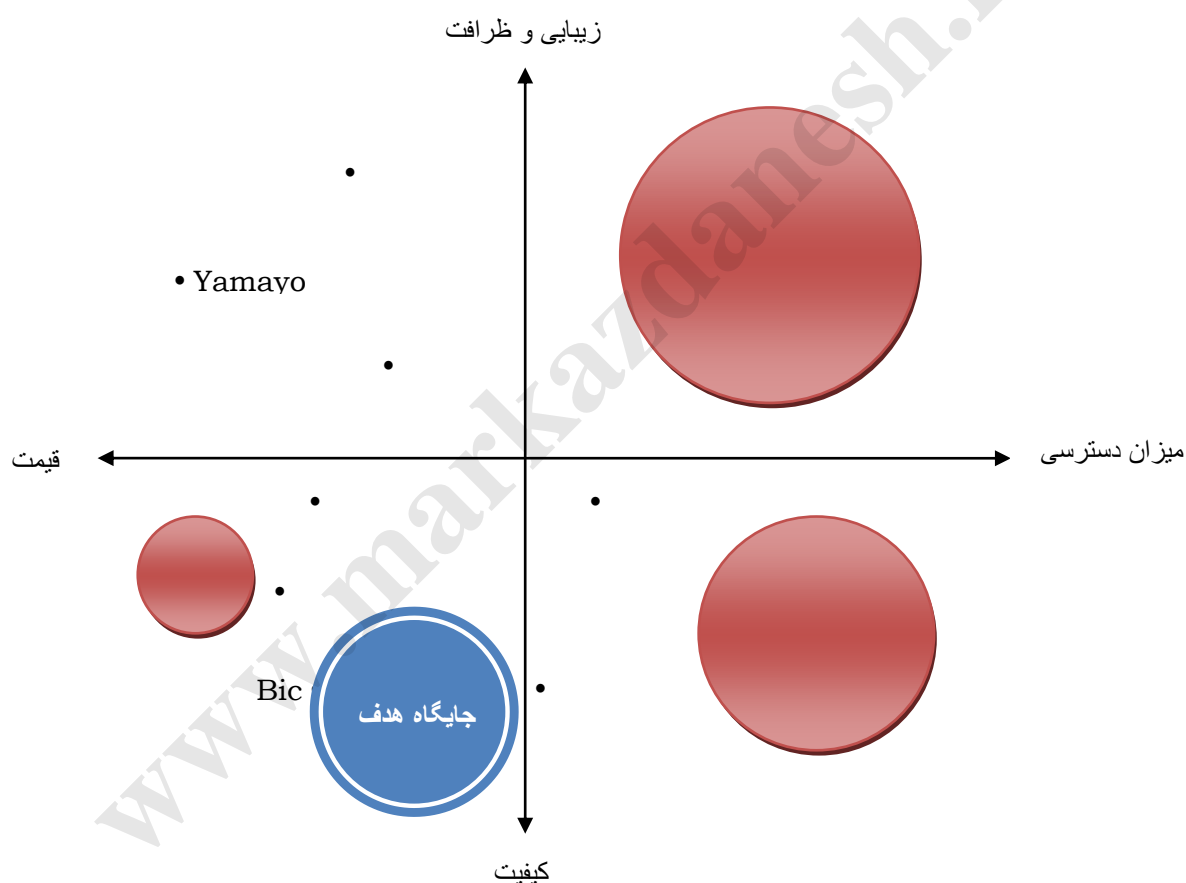 زیبایی و ظرافت
• Yamayo
میزان دسترسی
قیمت
Bic
جایگاه هدف
کیفیت
www.markazdanesh.